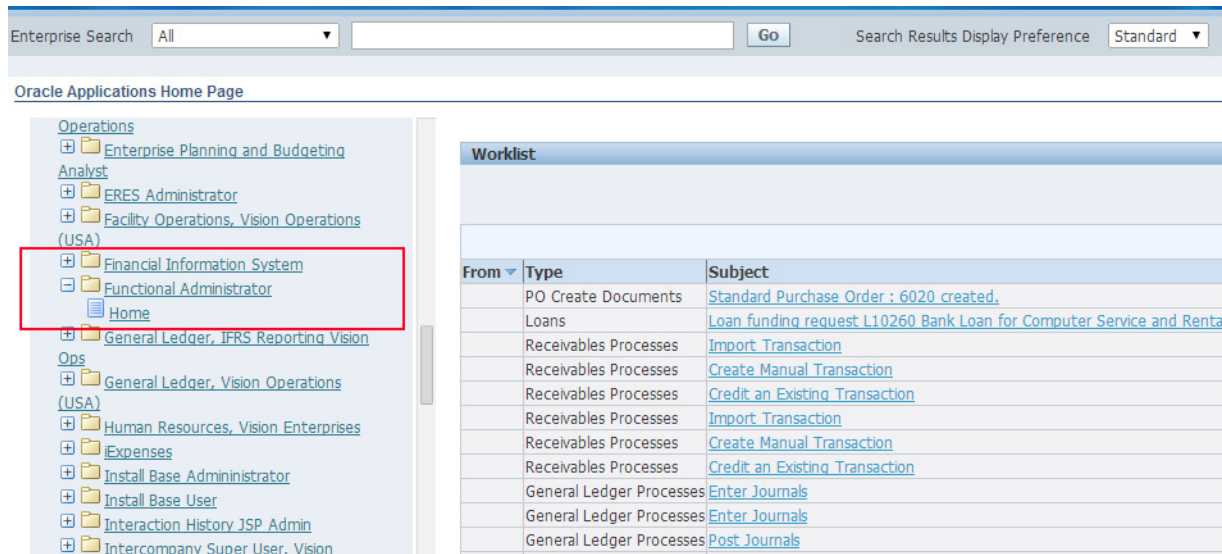 Enterprise Search All Go Search Results Display Preference Standard
Oracle Applications Home Page
Operations
Enterprise Planning and Budgeting
Analyst
ERES Administrator
Facility Operations, Vision Operations
(USA)
Financial Information System
Functional Administrator
Home
General Ledger, IFRS Reporting Vision
Ops
General Ledger, Vision Operations
(USA)
Human Resources, Vision Enterprises
iExpenses
Install Base Admininistrator
Install Base User
Interaction History JSP Admin
Intercompany Super User, Vision
Worklist
From Type Subject
PO Create Documents Standard Purchase Order : 6020 created.
Loans Loan funding request L10260 Bank Loan for Computer Service and Renta
Receivables Processes Import Transaction
Receivables Processes Create Manual Transaction
Receivables Processes Credit an Existing Transaction
Receivables Processes Import Transaction
Receivables Processes Create Manual Transaction
Receivables Processes Credit an Existing Transaction
General Ledger Processes Enter Journals
General Ledger Processes Enter Journals
General Ledger Processes Post Journals